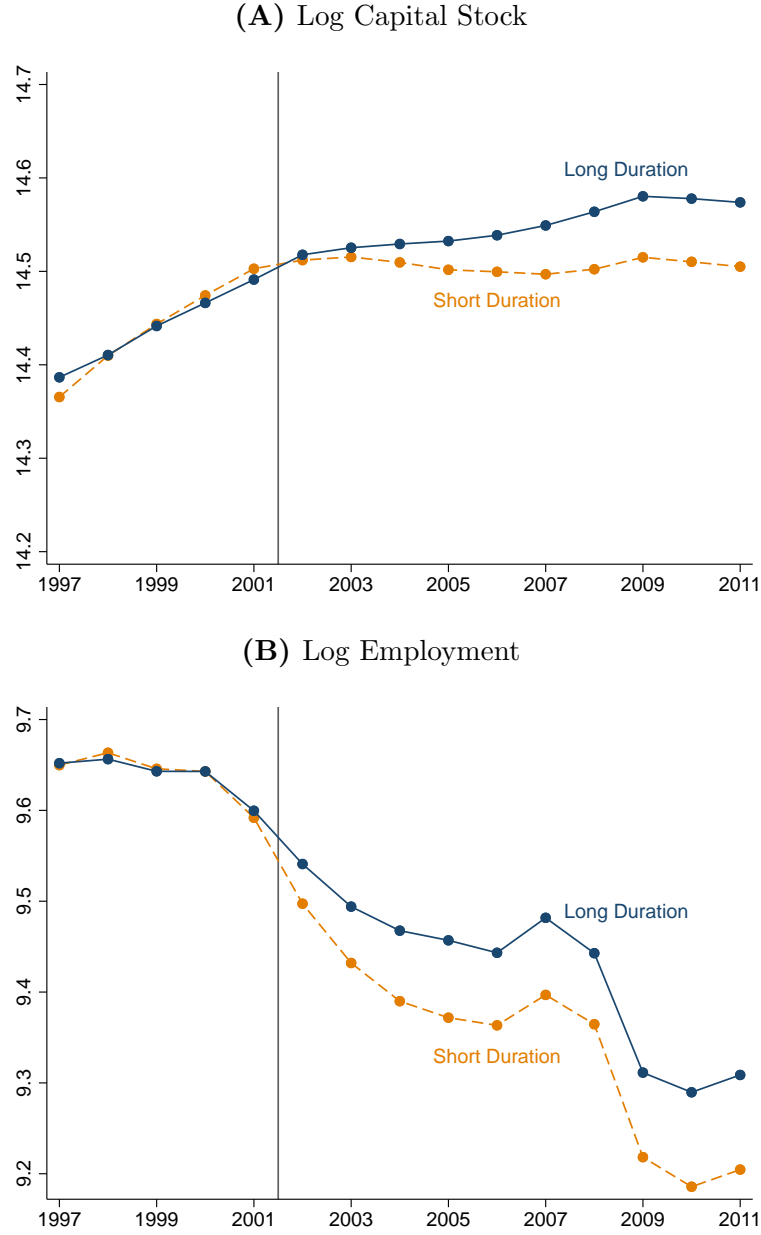 (A) Log Capital Stock
14.7
14.6
14.5
14.4
14.3
14.2
Long Duration
Short Duration
1997 1999 2001 2003 2005 2007 2009 2011
(B) Log Employment
9.7
9.6
9.5
9.4
9.3
9.2
Long Duration
Short Duration
1997 1999 2001 2003 2005 2007 2009 2011